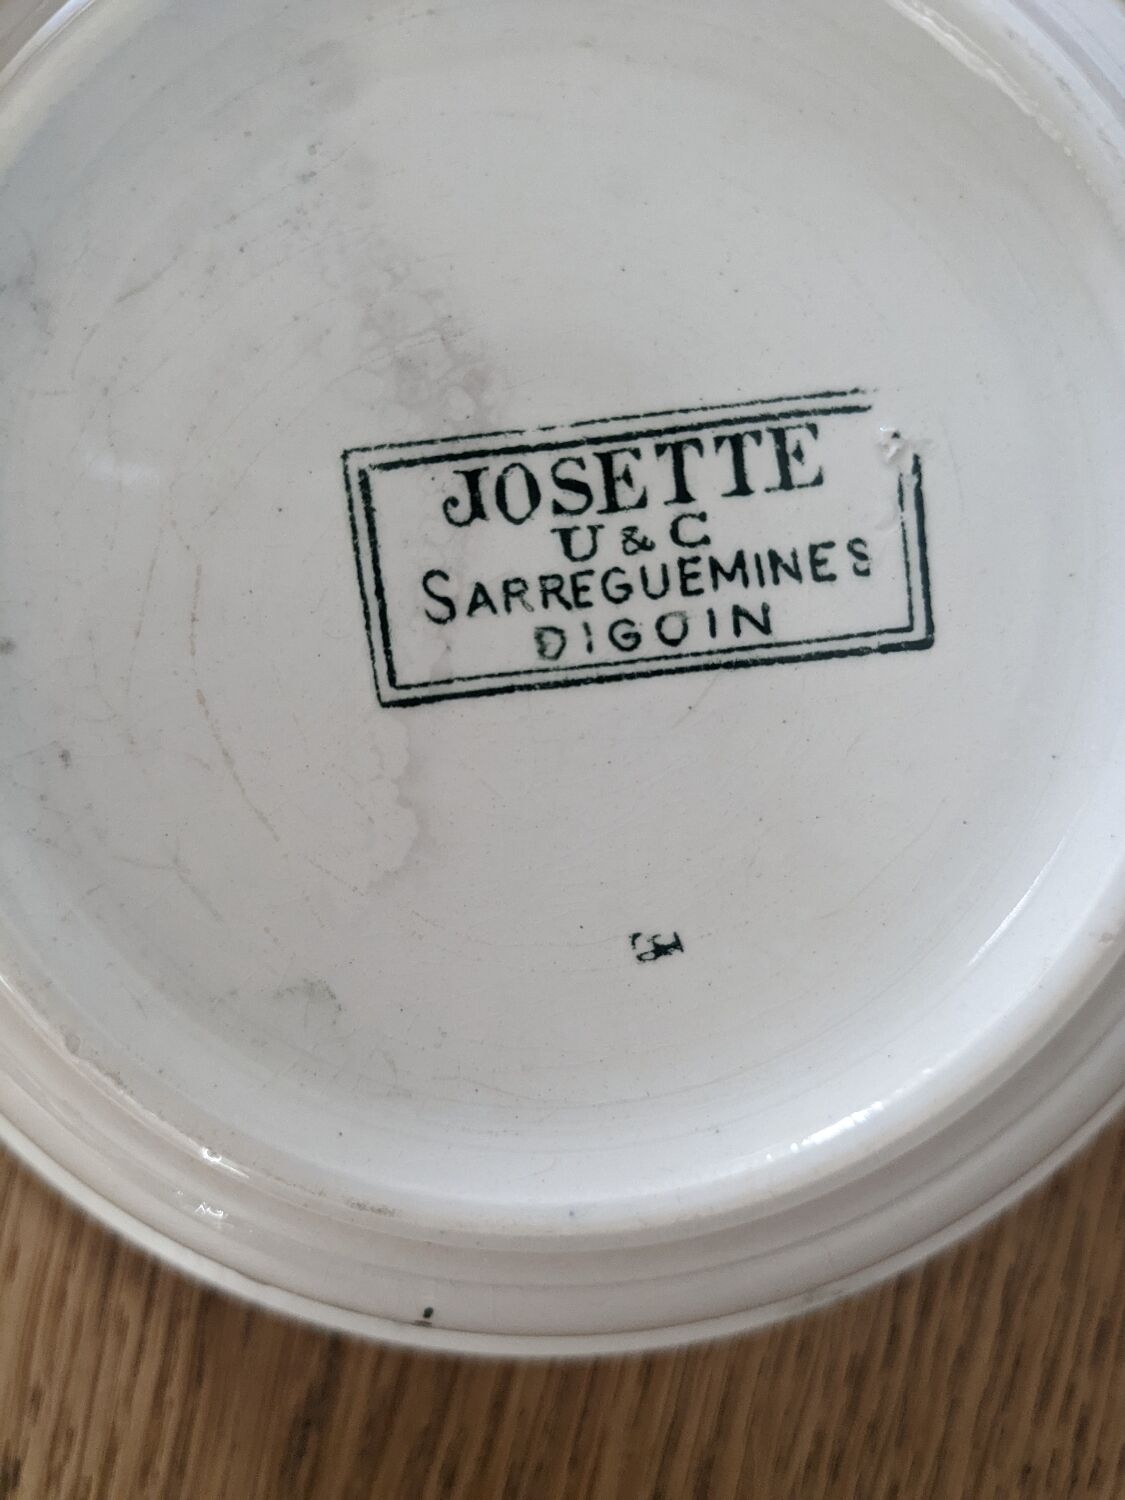 JOSETTE
U & C
SARREGUEMINES
DIGOIN